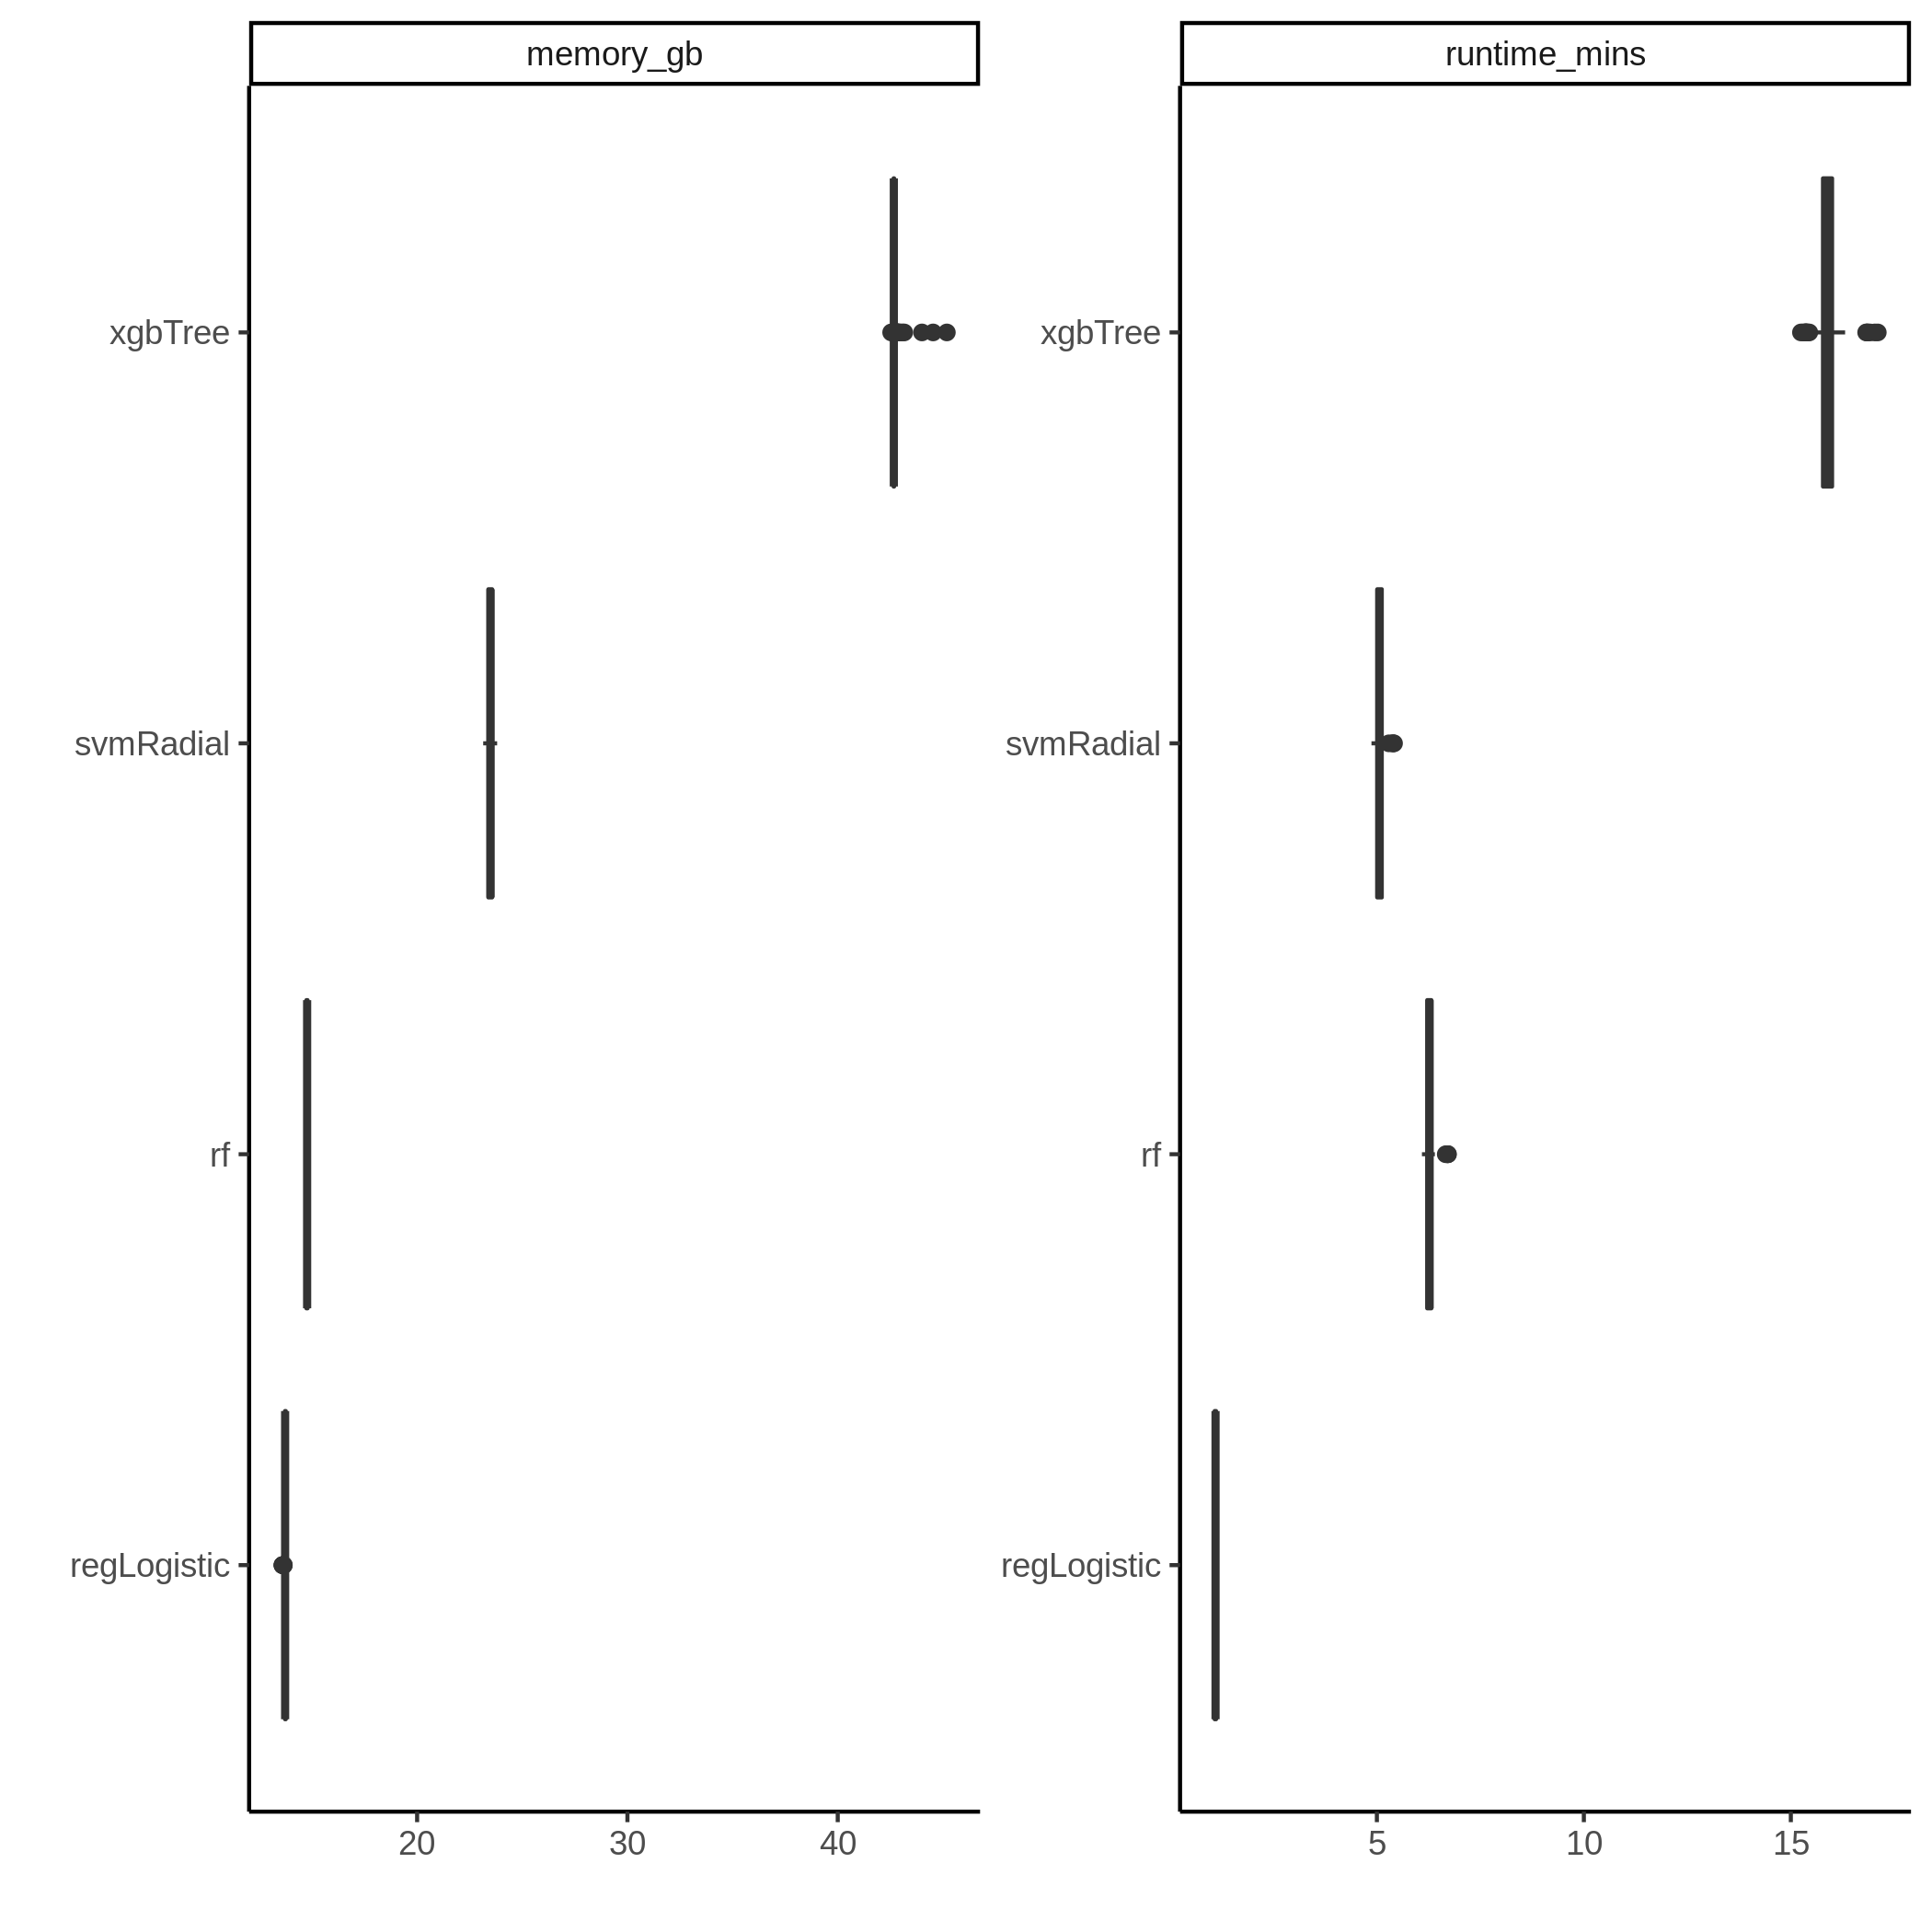 memory_gb
xgbTree
svmRadial
rf
regLogistic
20 30 40
runtime_mins
xgbTree
svmRadial
rf
regLogistic
5 10 15